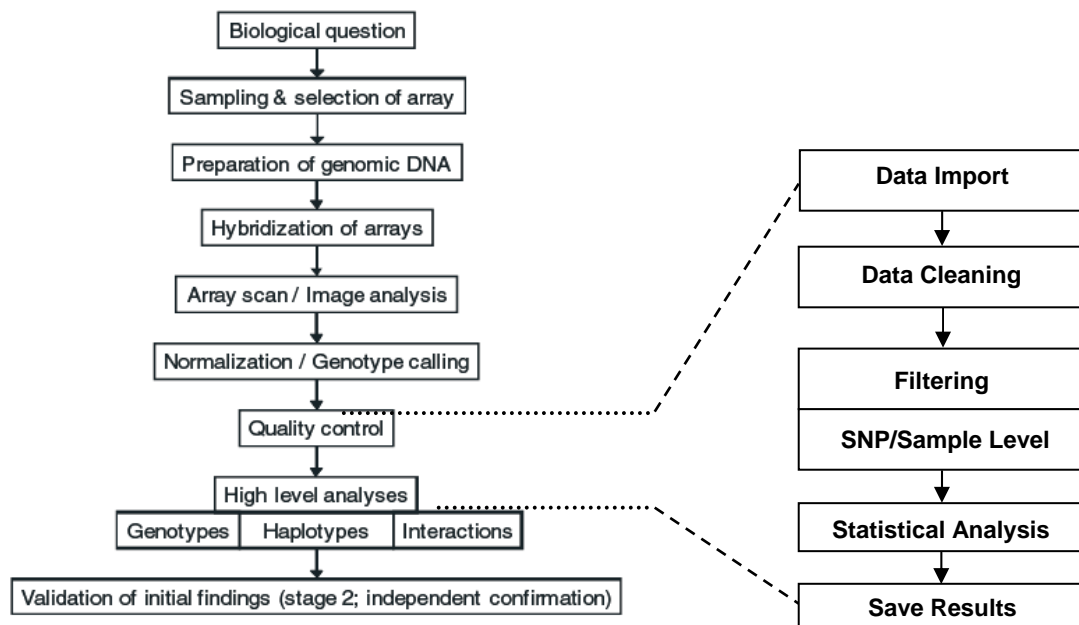 Biological question
Sampling & selection of array
Preparation of genomic DNA
Hybridization of arrays
Array scan / Image analysis
Normalization / Genotype calling
Quality control
High level analyses
Genotypes
Haplotypes
Interactions
Validation of initial findings (stage 2; independent confirmation)
Data Import
Data Cleaning
Filtering
SNP/Sample Level
Statistical Analysis
Save Results